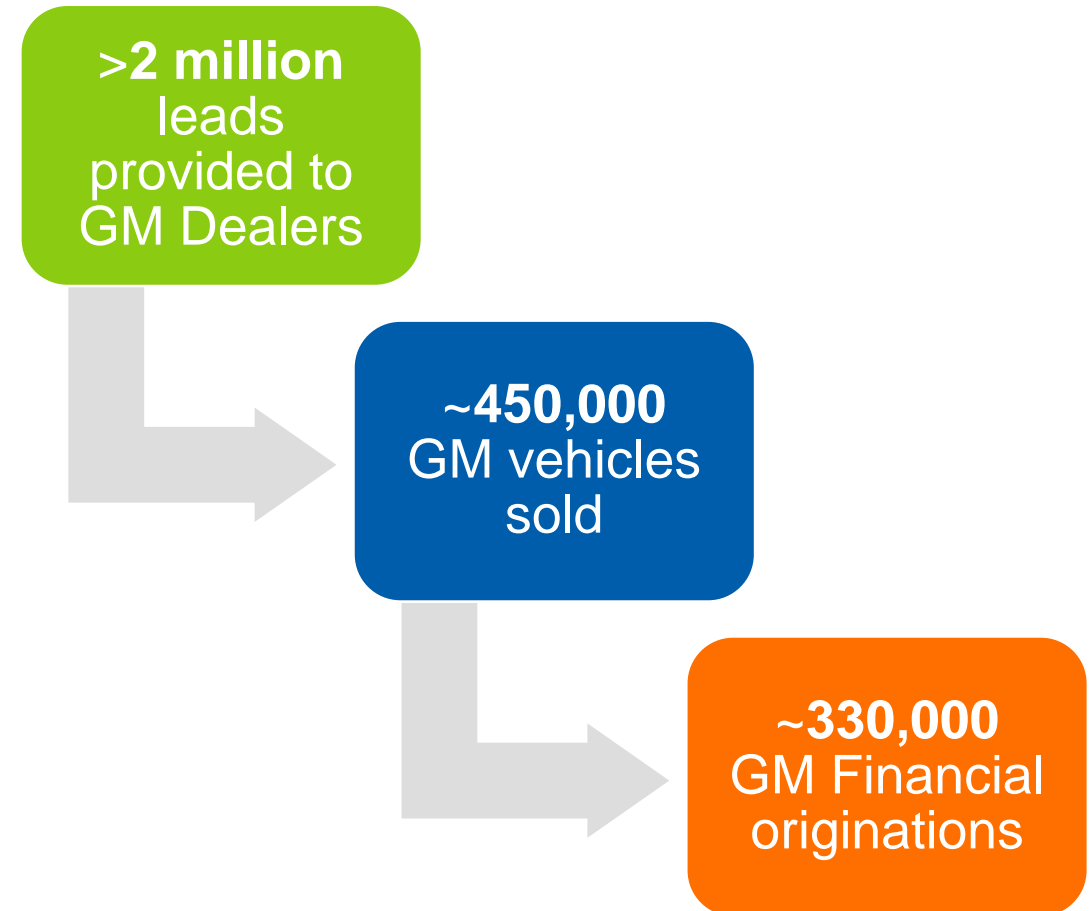 >2 million
leads
provided to
GM Dealers
~450,000
GM vehicles
sold
~330,000
GM Financial
originations